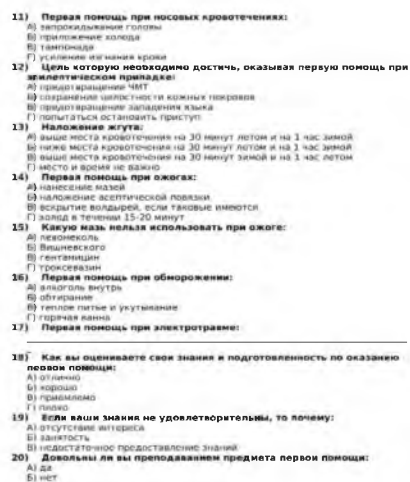 11) Первая помощь при носовых кровотечениях:
А) запрокидывание головы
Б) приложение холода
В) тампонада
Г) усиление изгнания крови
12) Цель которую необходимо достичь, оказывая первую помощь при
эпилептическом припадке:
А) предотвращение ЧМТ
Б) сохранение целостности кожных покровов
В) предотвращение западения языка
Г) попытаться остановить приступ
13) Наложение жгута:
А) выше места кровотечения на 30 минут летом и на 1 час зимой
Б) ниже места кровотечения на 30 минут летом и на 1 час зимой
В) выше места кровотечения на 30 минут зимой и на 1 час летом
Г) место и время не важно
14) Первая помощь при ожогах:
А) нанесение мазей
Б) наложение асептической повязки
В) вскрытие волдырей, если таковые имеются
Г) холод в течении 15-20 минут
15) Какую мазь нельзя использовать при ожоге:
А) левомеколь
Б) Вишневского
В) гентамицин
Г) троксевазин
16) Первая помощь при обморожении:
А) алкоголь внутрь
Б) обтирание
В) теплое питье и укутывание
Г) горячая ванна
17) Первая помощь при электротравме:
18) Как вы оцениваете свои знания и подготовленность по оказанию
первой помощи:
А) отлично
Б) хорошо
В) приемлемо
Г) плохо
19) Если ваши знания не удовлетворительны, то почему:
А) отсутствие интереса
Б) занятость
В) недостаточное предоставление знаний
20) Довольны ли вы преподаванием предмета первой помощи:
А) да
Б) нет